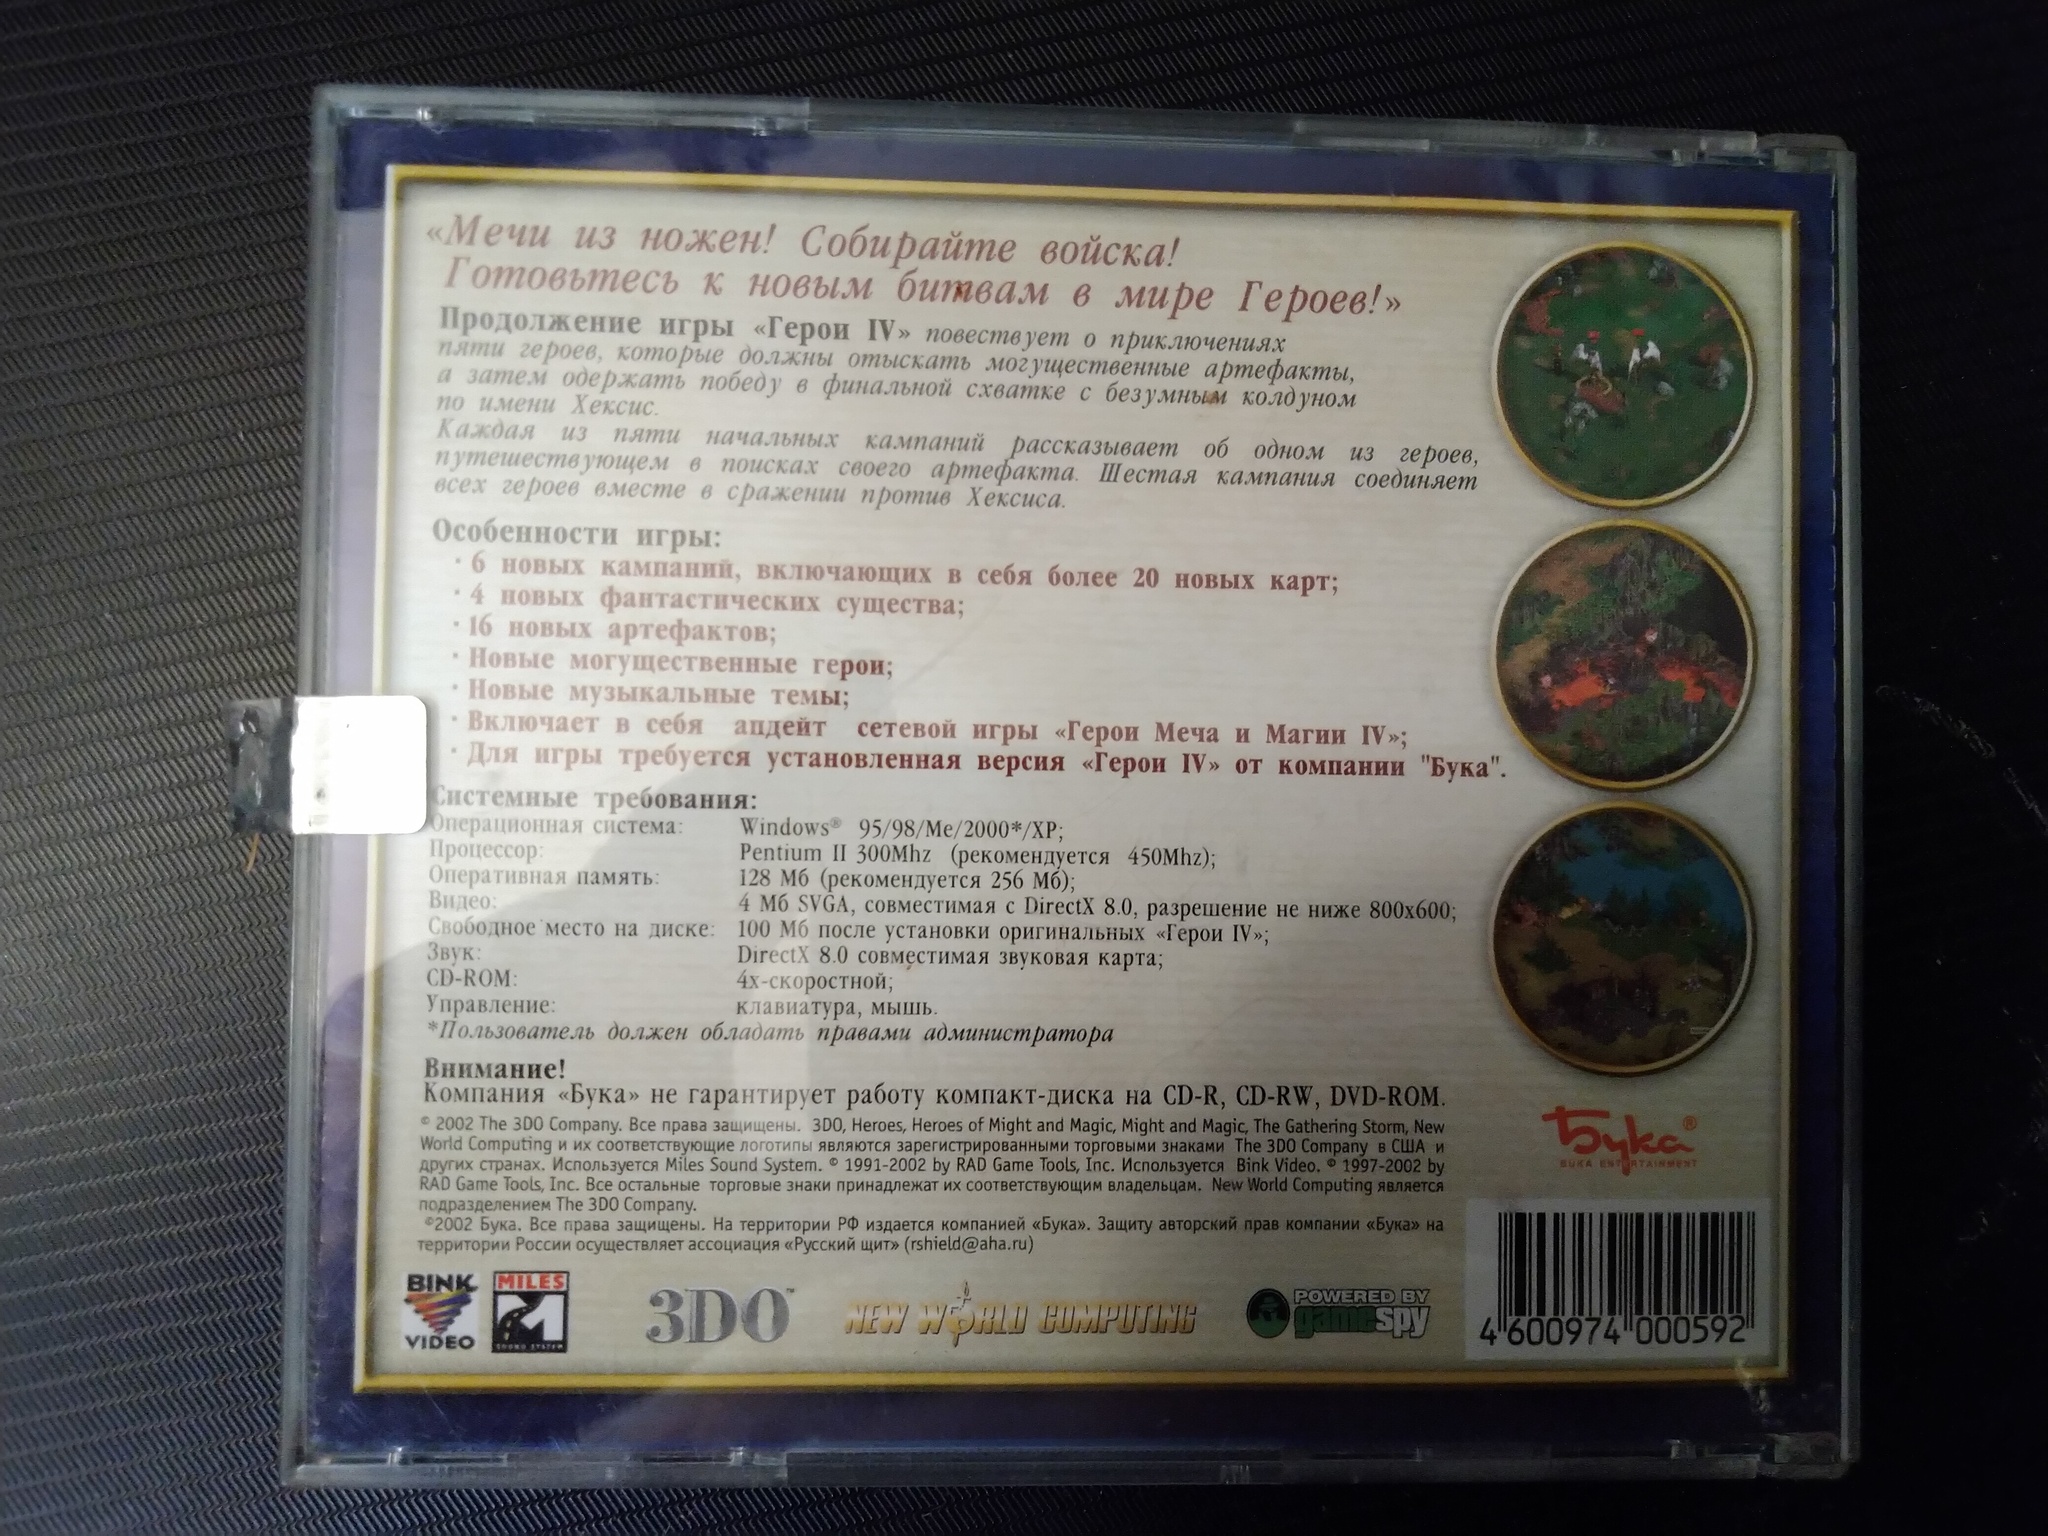 «Мечи из ножен! Собирайте войска!
Готовьтесь к новым битвам в мире Героев!»
Продолжение игры «Герои IV» повествует о приключениях
пяти героев, которые должны отыскать могущественные артефакты,
а затем одержать победу в финальной схватке с безумным колдуном
по имени Хексис.
Каждая из пяти начальных кампаний рассказывает об одном из героев,
путешествующем в поисках своего артефакта. Шестая кампания соединяет
всех героев вместе в сражении против Хексиса.
Особенности игры:
· 6 новых кампаний, включающих в себя более 20 новых карт;
· 4 новых фантастических существа;
· 16 новых артефактов;
· Новые могущественные герои;
· Новые музыкальные темы;
· Включает в себя апдейт сетевой игры «Герои Меча и Магии IV»;
· Для игры требуется установленная версия «Герои IV» от компании "Бука".
Системные требования:
Операционная система: Windows® 95/98/Me/2000*/XP;
Процессор: Pentium II 300Mhz (рекомендуется 450Mhz);
Оперативная память: 128 Мб (рекомендуется 256 Мб);
Видео: 4 Мб SVGA, совместимая с DirectX 8.0, разрешение не ниже 800x600;
Свободное место на диске: 100 Мб после установки оригинальных «Герои IV»;
Звук: DirectX 8.0 совместимая звуковая карта;
CD-ROM: 4x-скоростной;
Управление: клавиатура, мышь.
*Пользователь должен обладать правами администратора
Внимание!
Компания «Бука» не гарантирует работу компакт-диска на CD-R, CD-RW, DVD-ROM.
© 2002 The 3DO Company. Все права защищены. 3DO, Heroes, Heroes of Might and Magic, Might and Magic, The Gathering Storm, New
World Computing и их соответствующие логотипы являются зарегистрированными торговыми знаками The 3DO Company в США и
других странах. Используется Miles Sound System. © 1991-2002 by RAD Game Tools, Inc. Используется Bink Video. © 1997-2002 by
RAD Game Tools, Inc. Все остальные торговые знаки принадлежат их соответствующим владельцам. New World Computing является
подразделением The 3DO Company.
©2002 Бука. Все права защищены. На территории РФ издается компанией «Бука». Защиту авторский прав компании «Бука» на
территории России осуществляет ассоциация «Русский щит» (rshield@aha.ru)
Бука®
BUKA ENTERTAINMENT
BINK
VIDEO
MILES
SOUND SYSTEM
3DO™
NEW WORLD COMPUTING
POWERED BY
gamespy
4 600974 000592